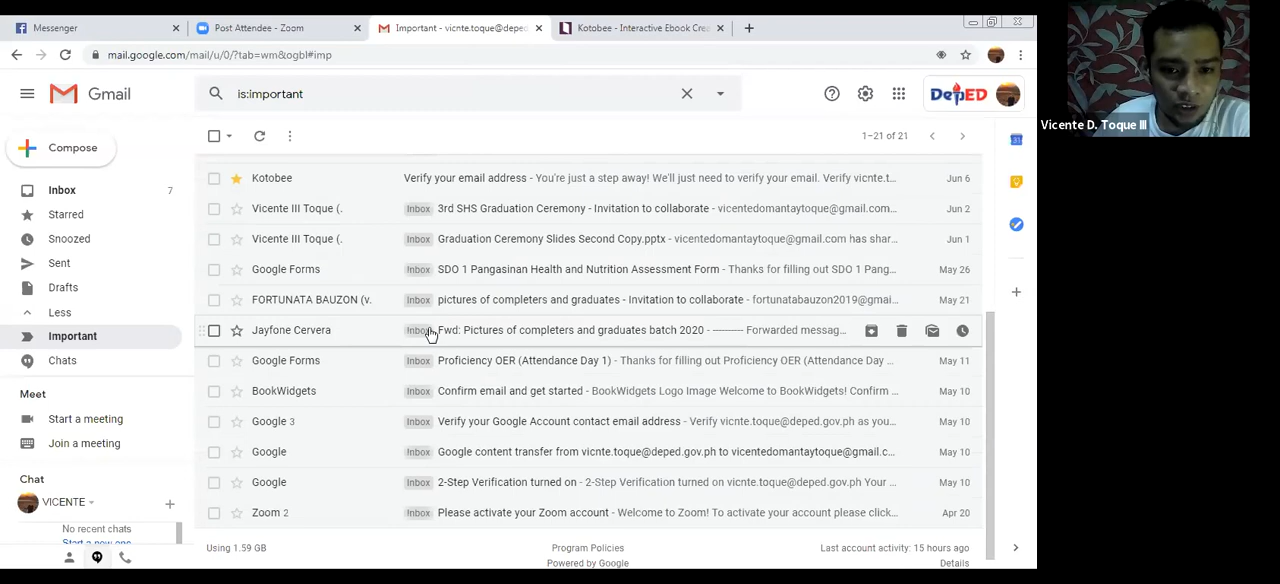 Messenger
Post Attendee - Zoom
Important - vicnte.toque@deped
Kotobee - Interactive Ebook Crea
mail.google.com/mail/u/0/?tab=wm&ogbl#imp
Gmail
is:important
DepED
Vicente D. Toque III
Compose
1–21 of 21
31
Inbox 7
Starred
Snoozed
Sent
Drafts
Less
Important
Chats
Meet
Start a meeting
Join a meeting
Chat
VICENTE
No recent chats
Start a new one
Kotobee Verify your email address - You're just a step away! We'll just need to verify your email. Verify vicnte.t... Jun 6
Vicente III Toque (. Inbox 3rd SHS Graduation Ceremony - Invitation to collaborate - vicentedomantaytoque@gmail.com... Jun 2
Vicente III Toque (. Inbox Graduation Ceremony Slides Second Copy.pptx - vicentedomantaytoque@gmail.com has shar... Jun 1
Google Forms Inbox SDO 1 Pangasinan Health and Nutrition Assessment Form - Thanks for filling out SDO 1 Pang... May 26
FORTUNATA BAUZON (v. Inbox pictures of completers and graduates - Invitation to collaborate - fortunatabauzon2019@gmai... May 21
Jayfone Cervera Inbox Fwd: Pictures of completers and graduates batch 2020 - ---------- Forwarded messag...
Google Forms Inbox Proficiency OER (Attendance Day 1) - Thanks for filling out Proficiency OER (Attendance Day ... May 11
BookWidgets Inbox Confirm email and get started - BookWidgets Logo Image Welcome to BookWidgets! Confirm ... May 10
Google 3 Inbox Verify your Google Account contact email address - Verify vicnte.toque@deped.gov.ph as you... May 10
Google Inbox Google content transfer from vicnte.toque@deped.gov.ph to vicentedomantaytoque@gmail.c... May 10
Google Inbox 2-Step Verification turned on - 2-Step Verification turned on vicnte.toque@deped.gov.ph Your ... May 10
Zoom 2 Inbox Please activate your Zoom account - Welcome to Zoom! To activate your account please click... Apr 20
Using 1.59 GB
Program Policies
Powered by Google
Last account activity: 15 hours ago
Details